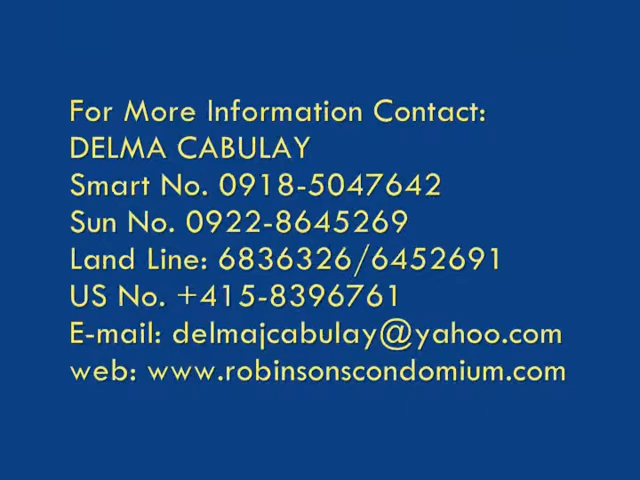 For More Information Contact:
DELMA CABULAY
Smart No. 0918-5047642
Sun No. 0922-8645269
Land Line: 6836326/6452691
US No. +415-8396761
E-mail: delmajcabulay@yahoo.com
web: www.robinsonscondomium.com